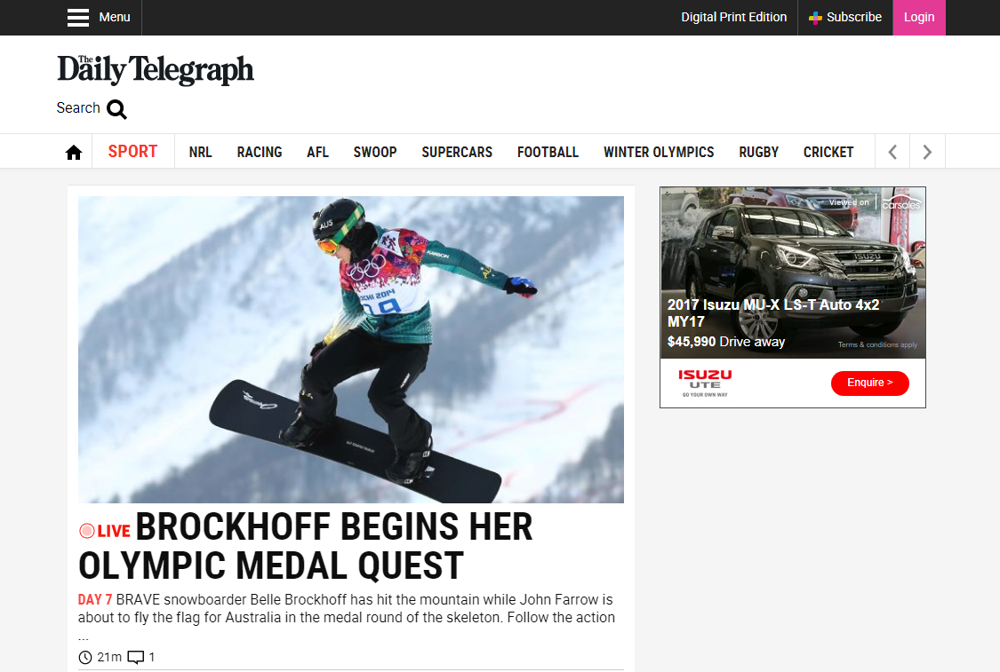 Menu
Digital Print Edition
Subscribe
Login
The Daily Telegraph
Search
SPORT
NRL
RACING
AFL
SWOOP
SUPERCARS
FOOTBALL
WINTER OLYMPICS
RUGBY
CRICKET
AUS
KARBON
SOCHI 2014
19
LIVE BROCKHOFF BEGINS HER
OLYMPIC MEDAL QUEST
DAY 7 BRAVE snowboarder Belle Brockhoff has hit the mountain while John Farrow is
about to fly the flag for Australia in the medal round of the skeleton. Follow the action
...
21m 1
Viewed on carsales
ISUZU
2017 Isuzu MU-X LS-T Auto 4x2
MY17
$45,990 Drive away
Terms & conditions apply
ISUZU
UTE
GO YOUR OWN WAY
Enquire >